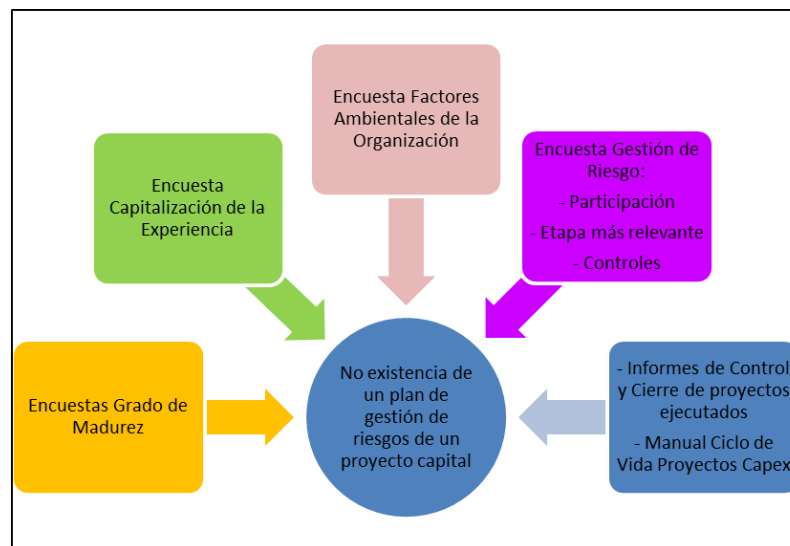 Encuesta Factores
Ambientales de la
Organización
Encuesta
Capitalización de la
Experiencia
Encuesta Gestión de
Riesgo:
- Participación
- Etapa más relevante
- Controles
Encuestas Grado de
Madurez
No existencia de
un plan de
gestión de
riesgos de un
proyecto capital
- Informes de Control
y Cierre de proyectos
ejecutados
- Manual Ciclo de
Vida Proyectos Capex